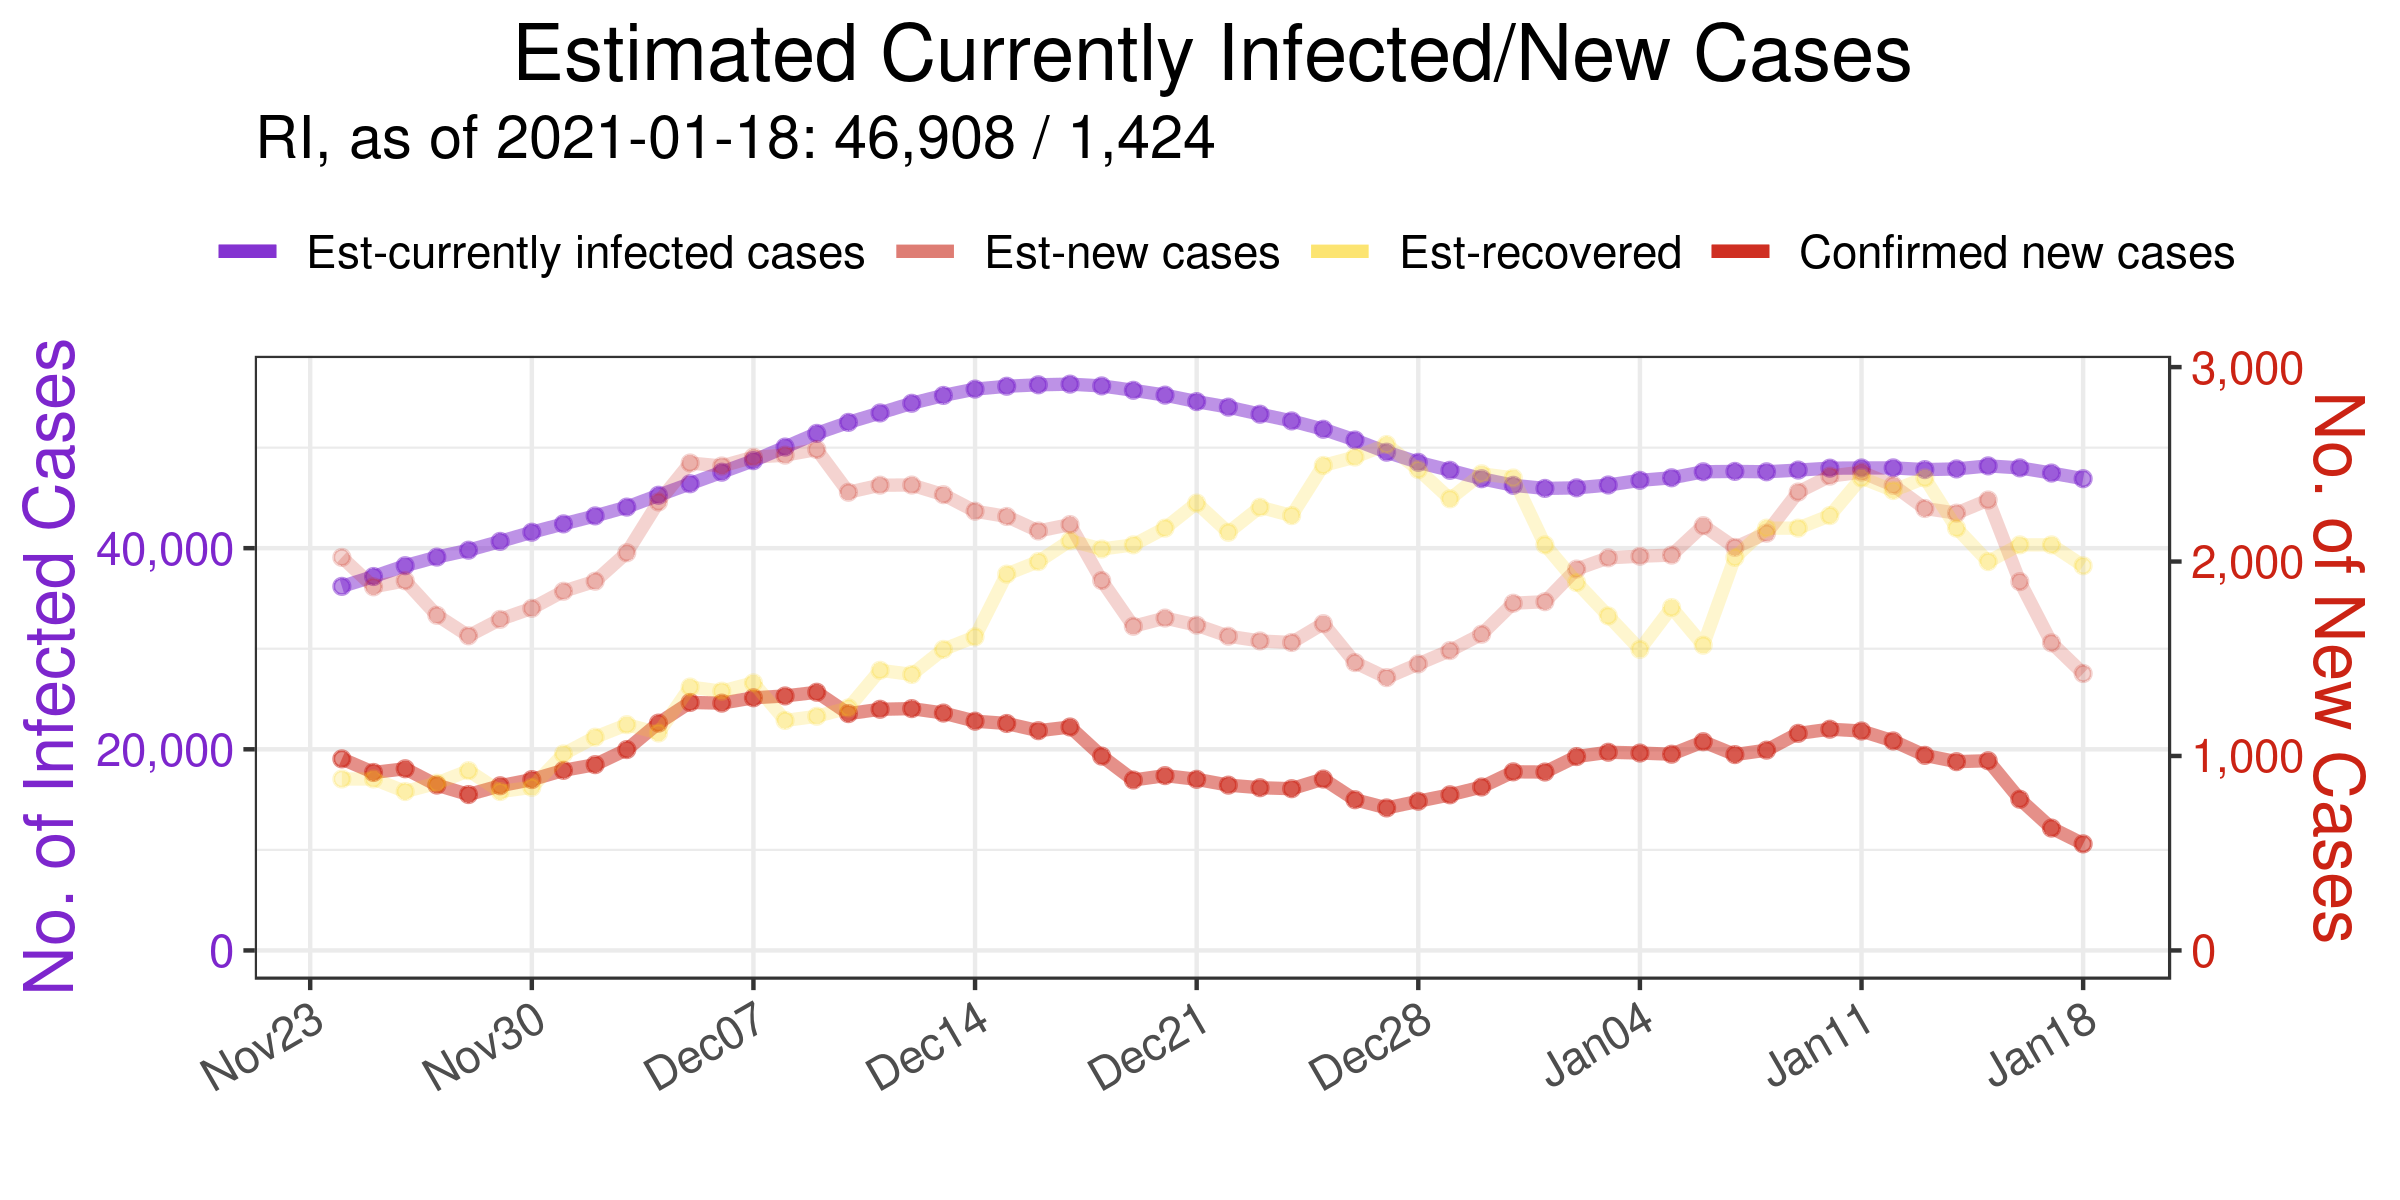 Estimated Currently Infected/New Cases
RI, as of 2021-01-18: 46,908 / 1,424
Est-currently infected cases Est-new cases Est-recovered Confirmed new cases
No. of Infected Cases
40,000
20,000
0
3,000
2,000
1,000
0
No. of New Cases
Nov23 Nov30 Dec07 Dec14 Dec21 Dec28 Jan04 Jan11 Jan18